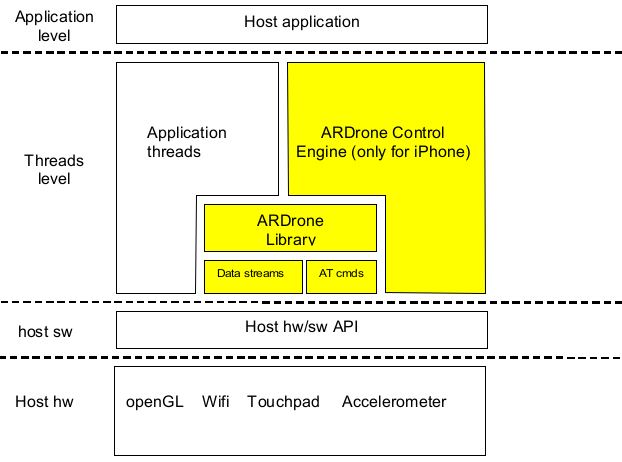 Application
level
Host application
Threads
level
Application
threads
ARDrone Control
Engine (only for iPhone)
ARDrone
Library
Data streams
AT cmds
host sw
Host hw/sw API
Host hw
openGL Wifi Touchpad Accelerometer